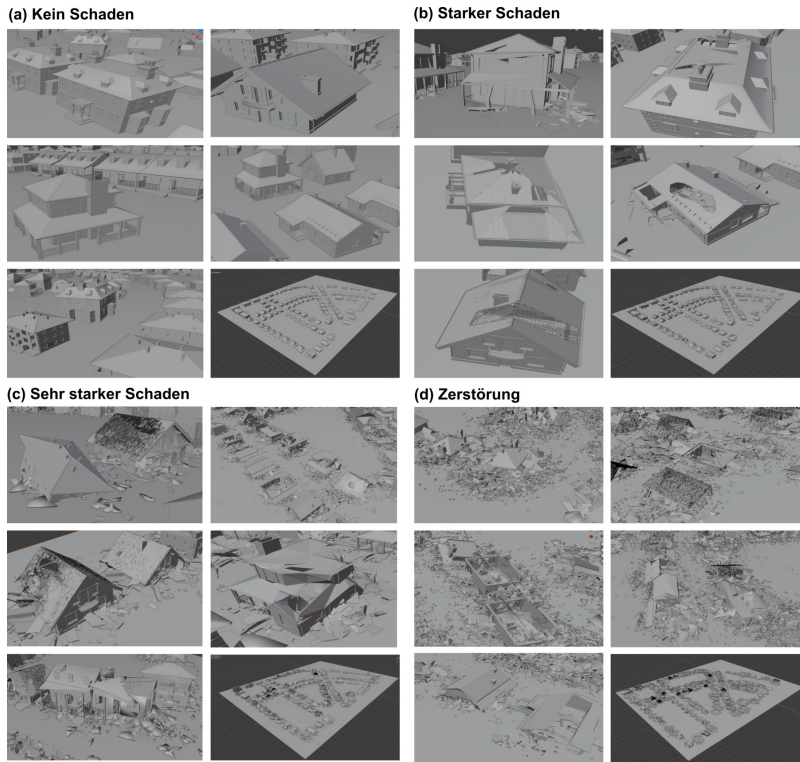 (a) Kein Schaden
(b) Starker Schaden
(c) Sehr starker Schaden
(d) Zerstörung